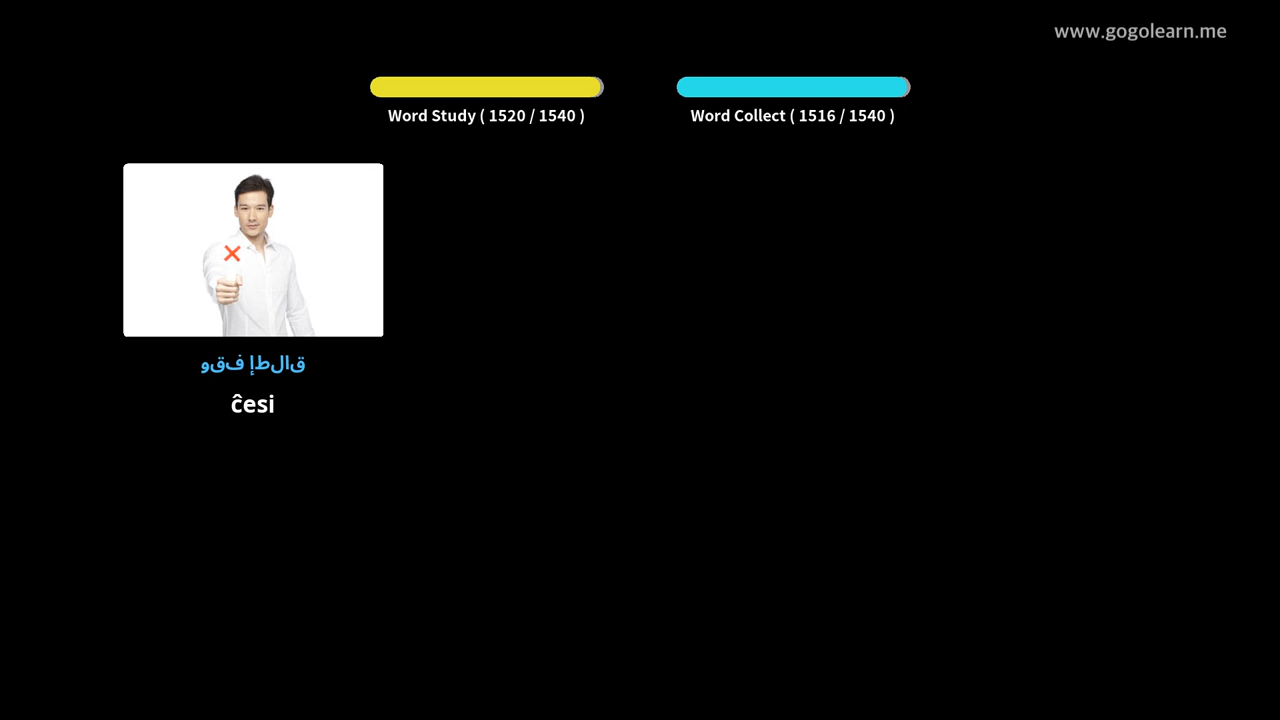 www.gogolearn.me
Word Study ( 1520 / 1540 )
Word Collect ( 1516 / 1540 )
قالطإ فقو
ĉesi